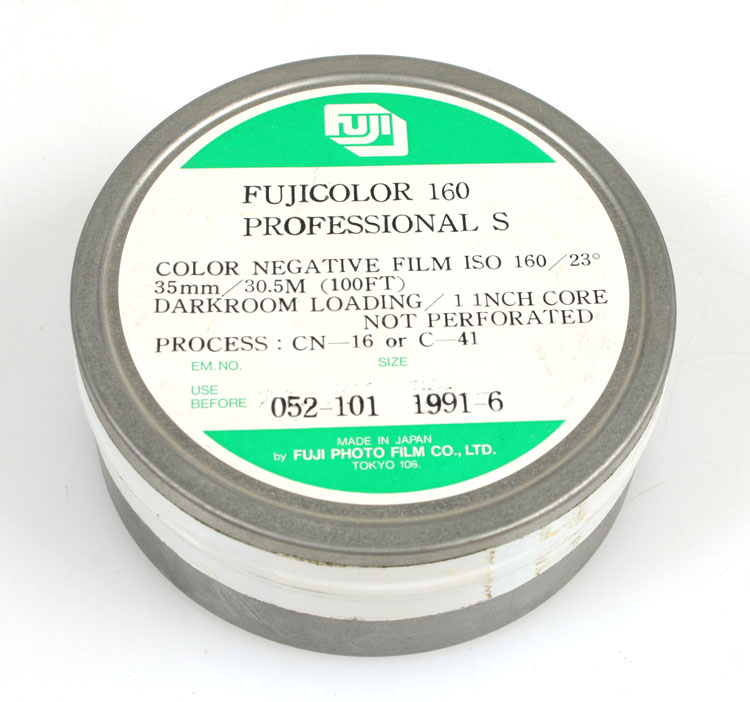 FUJI
FUJICOLOR 160
PROFESSIONAL S
COLOR NEGATIVE FILM ISO 160/23°
35mm/30.5M (100FT)
DARKROOM LOADING/1 1NCH CORE
NOT PERFORATED
PROCESS : CN—16 or C—41
EM. NO. SIZE
USE
BEFORE 052-101 1991-6
MADE IN JAPAN
by FUJI PHOTO FILM CO., LTD.
TOKYO 106.